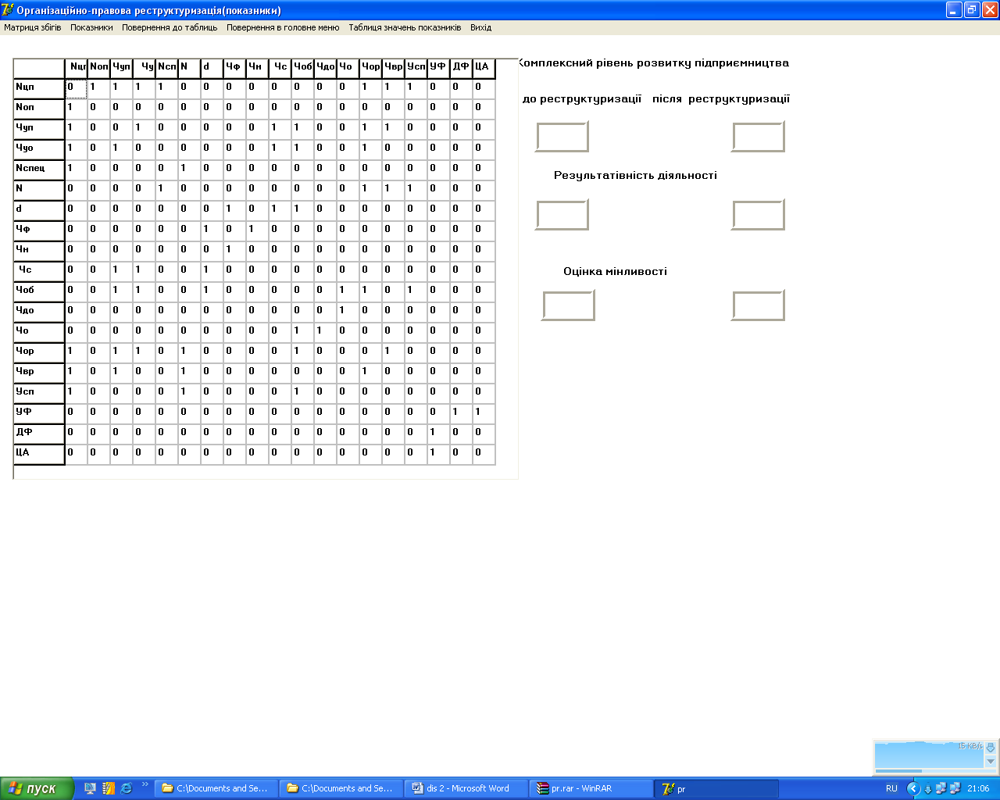 Організаційно-правова реструктуризація(показники)
Матриця збігів Показники Повернення до таблиць Повернення в головне меню Таблиця значень показників Вихід
Nцп Nоп Чуп Чу Nсп N d Чф Чн Чс Чоб Чдо Чо Чор Чвр Усп УФ ДФ ЦА
Nцп 0 1 1 1 1 0 0 0 0 0 0 0 0 1 1 1 0 0 0
Nоп 1 0 0 0 0 0 0 0 0 0 0 0 0 0 0 0 0 0 0
Чуп 1 0 0 1 0 0 0 0 0 1 1 0 0 1 1 0 0 0 0
Чуо 1 0 1 0 0 0 0 0 0 1 1 0 0 1 0 0 0 0 0
Nспец 1 0 0 0 0 1 0 0 0 0 0 0 0 0 0 0 0 0 0
N 0 0 0 0 1 0 0 0 0 0 0 0 0 1 1 1 0 0 0
d 0 0 0 0 0 0 0 1 0 1 1 0 0 0 0 0 0 0 0
Чф 0 0 0 0 0 0 1 0 1 0 0 0 0 0 0 0 0 0 0
Чн 0 0 0 0 0 0 0 1 0 0 0 0 0 0 0 0 0 0 0
Чс 0 0 1 1 0 0 1 0 0 0 0 0 0 0 0 0 0 0 0
Чоб 0 0 1 1 0 0 1 0 0 0 0 0 1 1 0 1 0 0 0
Чдо 0 0 0 0 0 0 0 0 0 0 0 0 1 0 0 0 0 0 0
Чо 0 0 0 0 0 0 0 0 0 0 1 1 0 0 0 0 0 0 0
Чор 1 0 1 1 0 1 0 0 0 0 1 0 0 0 1 0 0 0 0
Чвр 1 0 1 0 0 1 0 0 0 0 0 0 0 1 0 0 0 0 0
Усп 1 0 0 0 0 1 0 0 0 0 1 0 0 0 0 0 0 0 0
УФ 0 0 0 0 0 0 0 0 0 0 0 0 0 0 0 0 0 1 1
ДФ 0 0 0 0 0 0 0 0 0 0 0 0 0 0 0 0 1 0 0
ЦА 0 0 0 0 0 0 0 0 0 0 0 0 0 0 0 0 1 0 0
Комплексний рівень розвитку підприємництва
до реструктуризації після реструктуризації
Результатівність діяльності
Оцінка мінливості
15 KB/s
пуск
C:\Documents and Se...
C:\Documents and Se...
dis 2 - Microsoft Word
pr.rar - WinRAR
pr
RU
21:06